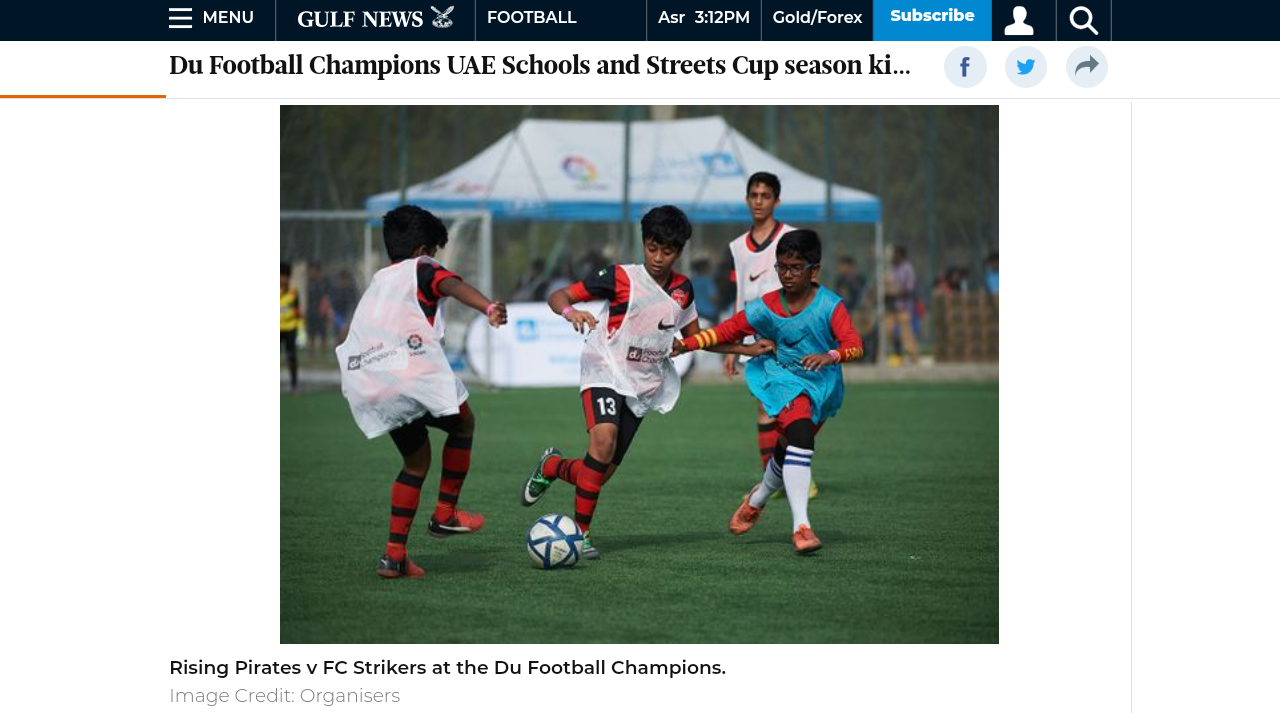 MENU
GULF NEWS
FOOTBALL
Asr 3:12PM
Gold/Forex
Subscribe
Du Football Champions UAE Schools and Streets Cup season ki...
13
Rising Pirates v FC Strikers at the Du Football Champions.
Image Credit: Organisers